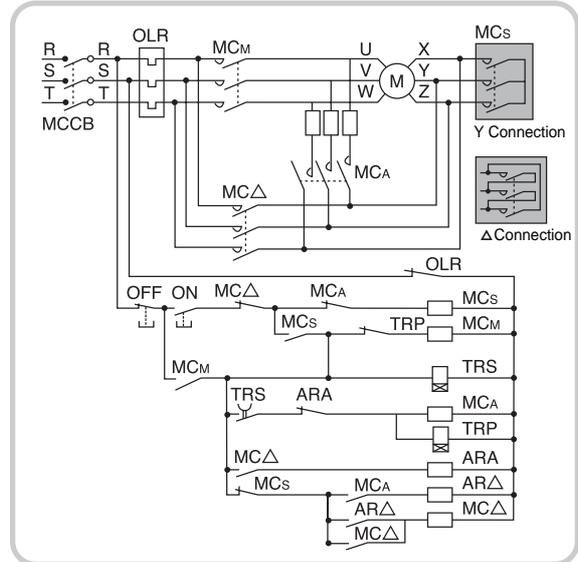 OLR
MCM
U
X
MCS
R
R
S
S
V
Y
M
T
T
W
Z
MCCB
Y Connection
MCA
MC△
△Connection
OLR
OFF
ON
MC△
MCA
MCS
MCS
TRP
MCM
MCM
TRS
TRS
ARA
MCA
TRP
MC△
ARA
MCS
MCA
AR△
AR△
MC△
MC△